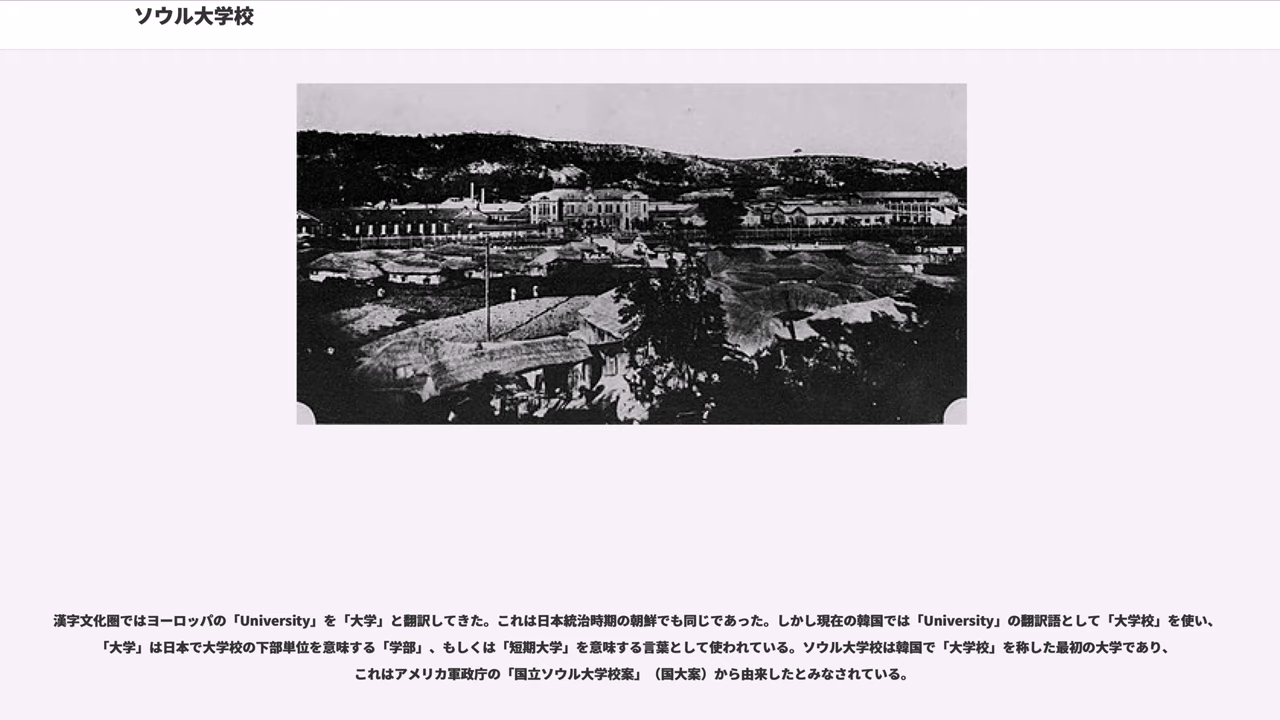 ソウル大学校
漢字文化圏ではヨーロッパの「University」を「大学」と翻訳してきた。これは日本統治時期の朝鮮でも同じであった。しかし現在の韓国では「University」の翻訳語として「大学校」を使い、
「大学」は日本で大学校の下部単位を意味する「学部」、もしくは「短期大学」を意味する言葉として使われている。ソウル大学校は韓国で「大学校」を称した最初の大学であり、
これはアメリカ軍政庁の「国立ソウル大学校案」（国大案）から由来したとみなされている。